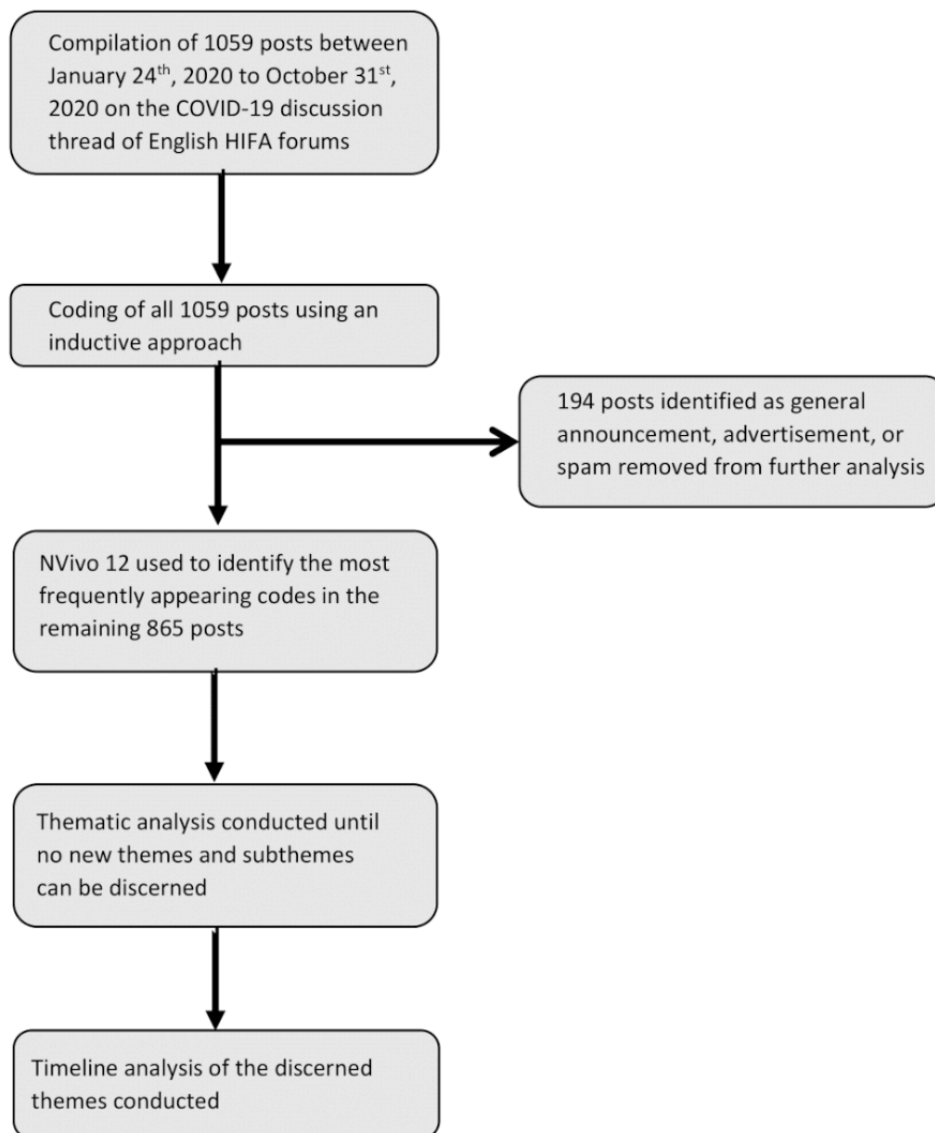 Compilation of 1059 posts between
January 24th, 2020 to October 31st,
2020 on the COVID-19 discussion
thread of English HIFA forums
Coding of all 1059 posts using an
inductive approach
194 posts identified as general
announcement, advertisement, or
spam removed from further analysis
NVivo 12 used to identify the most
frequently appearing codes in the
remaining 865 posts
Thematic analysis conducted until
no new themes and subthemes
can be discerned
Timeline analysis of the discerned
themes conducted